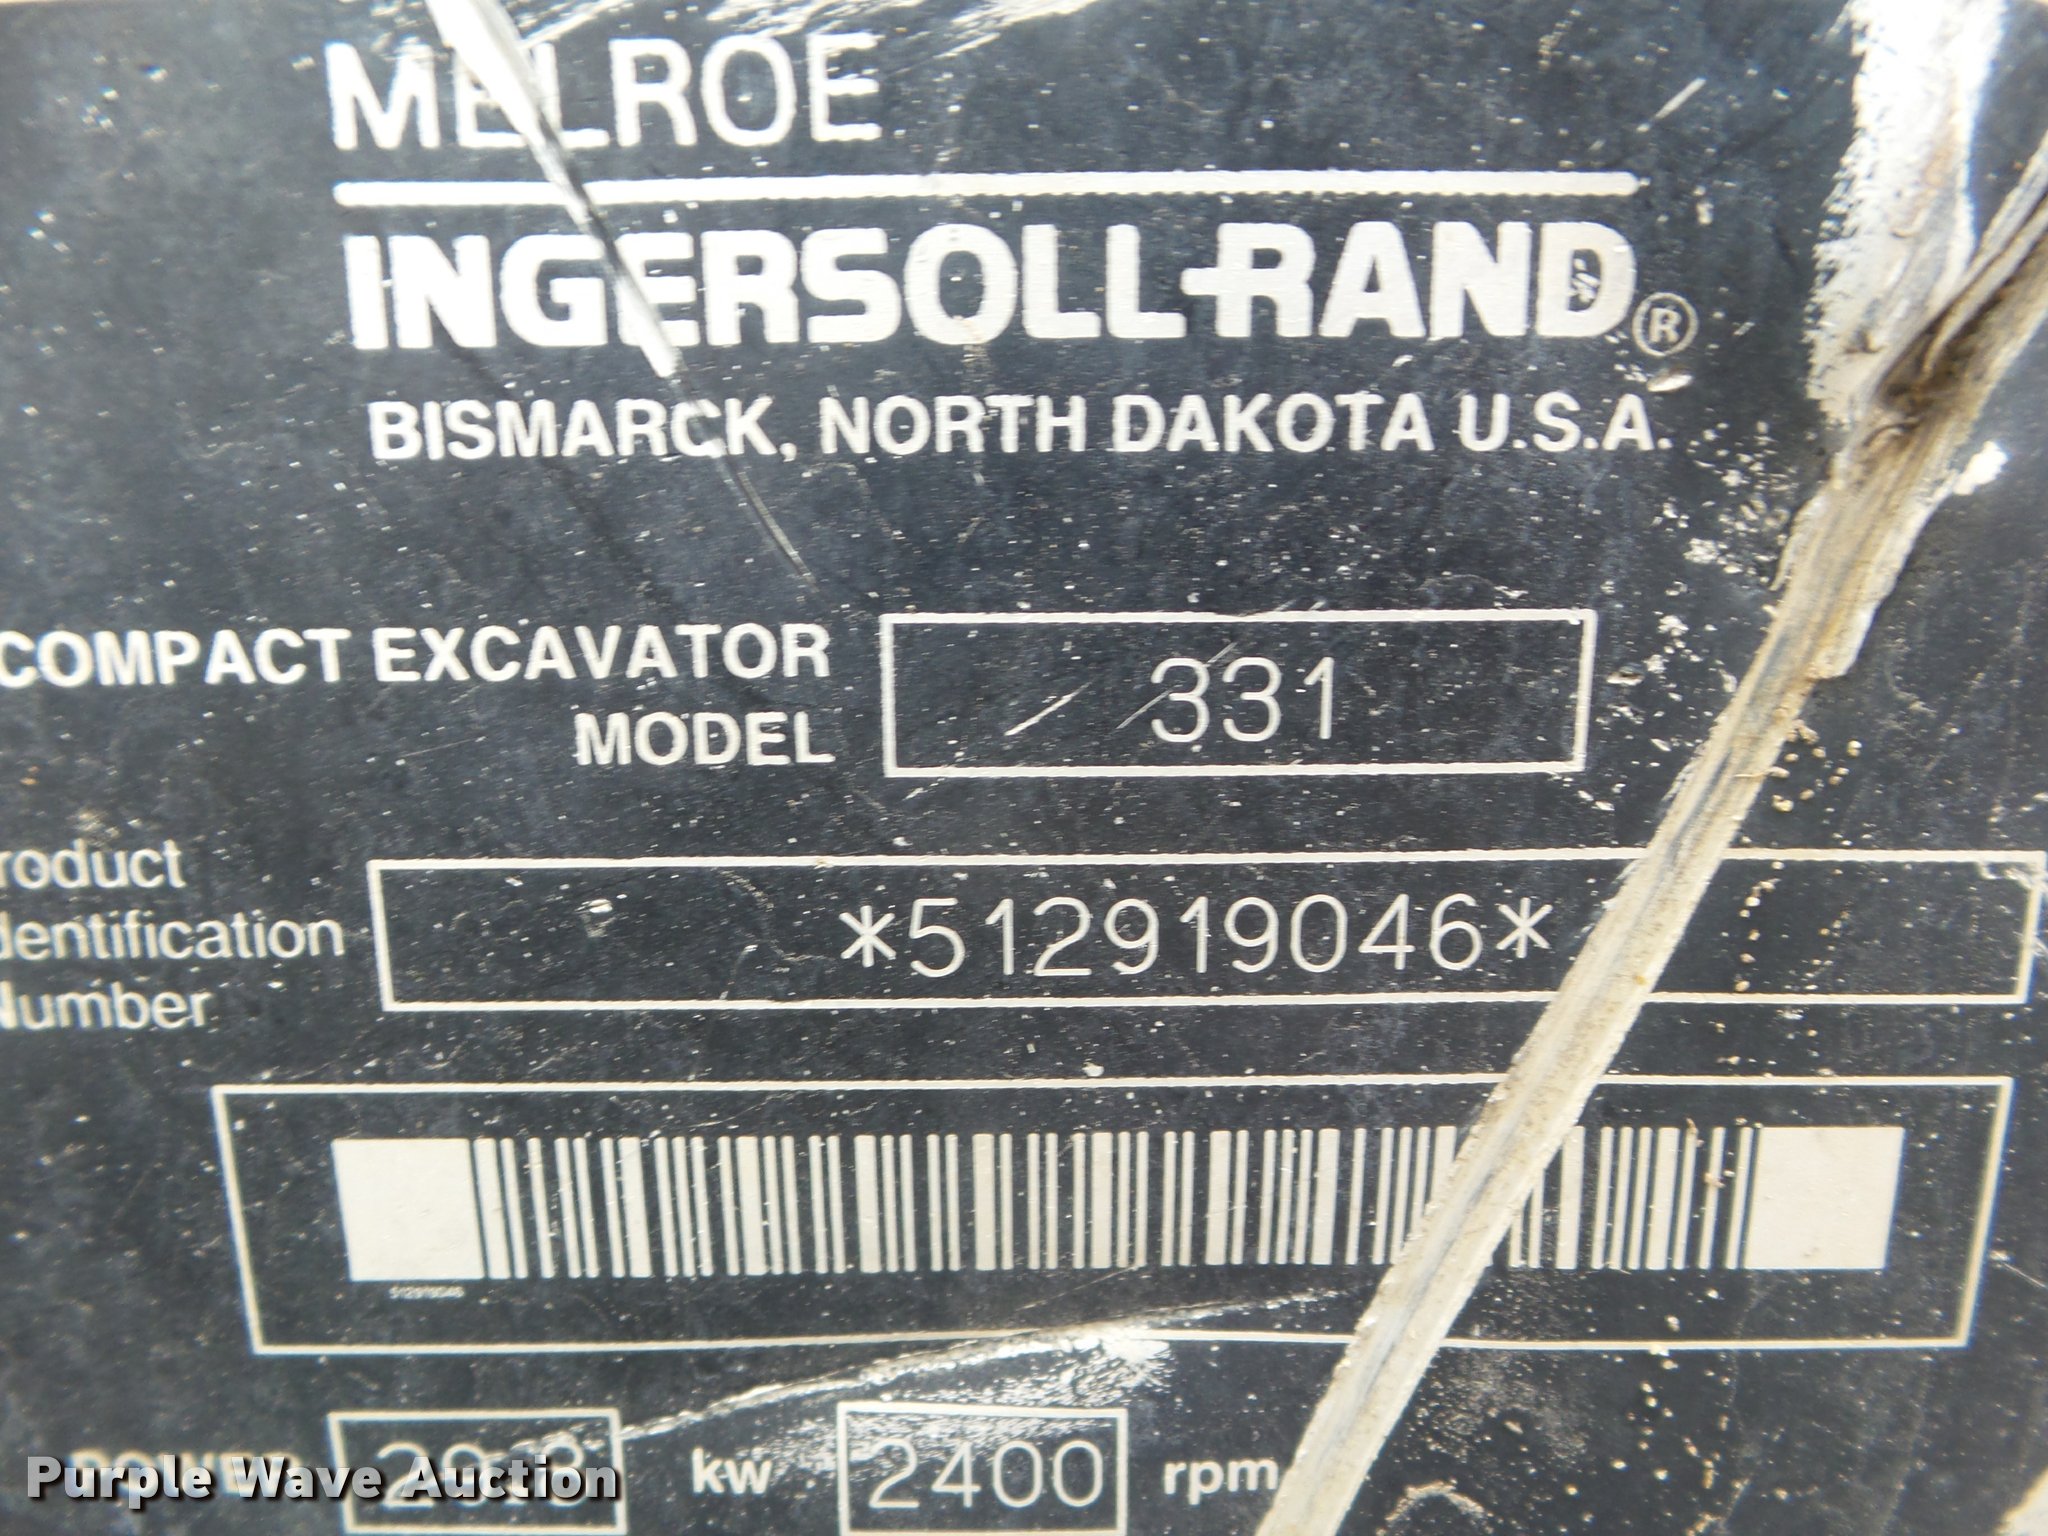 MELROE
INGERSOLL-RAND®
BISMARCK, NORTH DAKOTA U.S.A.
COMPACT EXCAVATOR
MODEL
331
roduct
dentification
Number
*512919046*
512919046
kw 2400 rpm
Purple Wave Auction